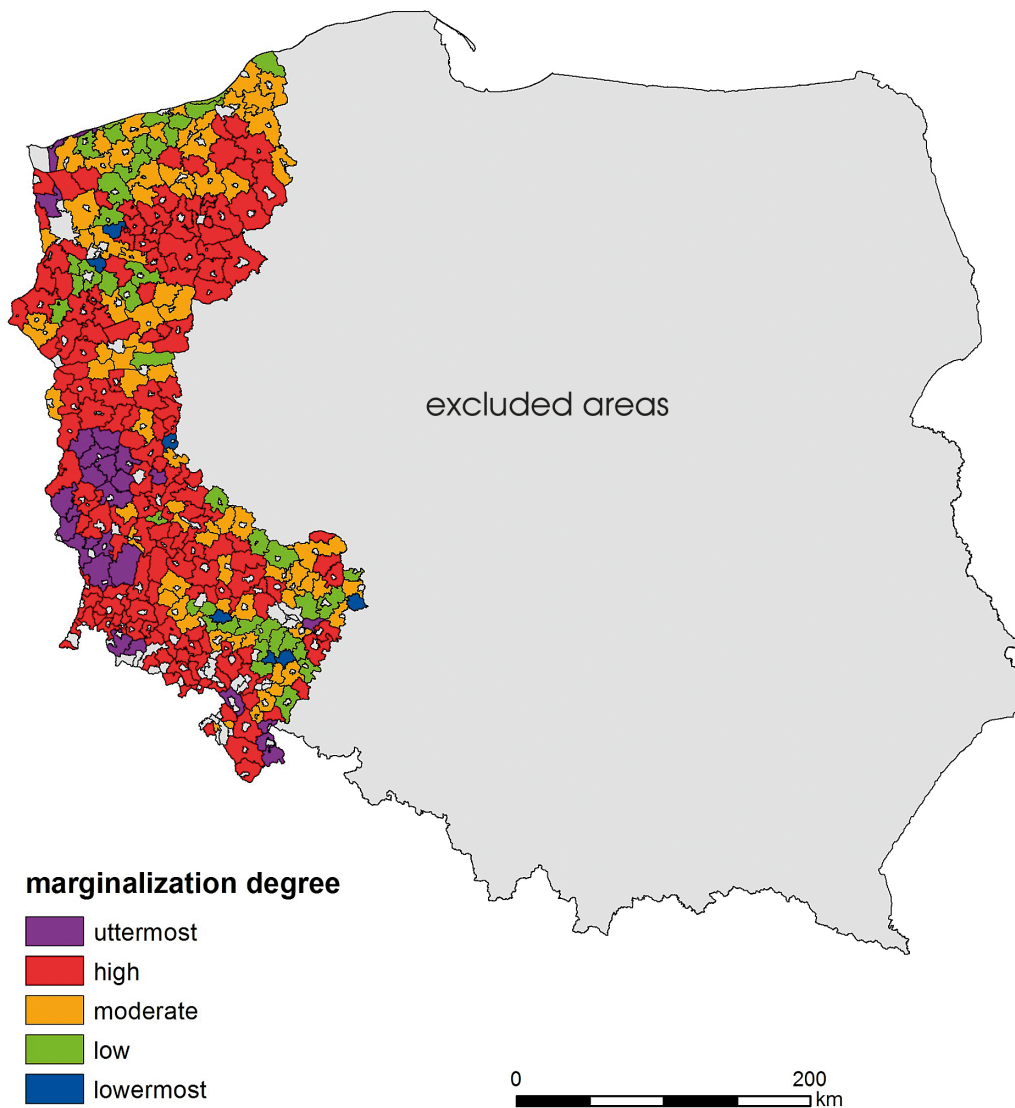 excluded areas
marginalization degree
uttermost
high
moderate
low
lowermost
0 200
km